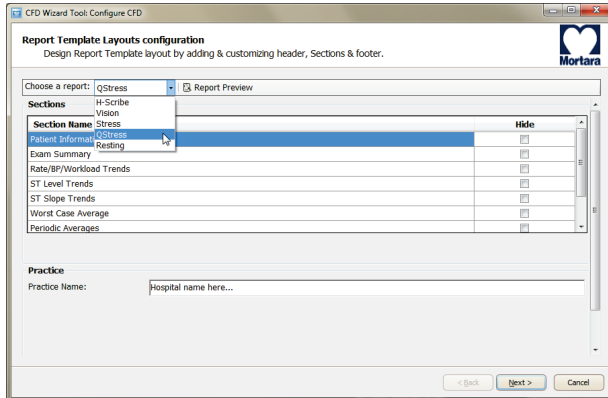 CFD Wizard Tool: Configure CFD
Report Template Layouts configuration
Design Report Template layout by adding & customizing header, Sections & footer.
Mortara
Choose a report: QStress Report Preview
H-Scribe
Vision
Stress
QStress
Resting
Sections
Section Name Hide
Patient Informati
Exam Summary
Rate/BP/Workload Trends
ST Level Trends
ST Slope Trends
Worst Case Average
Periodic Averages
Practice
Practice Name: Hospital name here...
< Back Next > Cancel